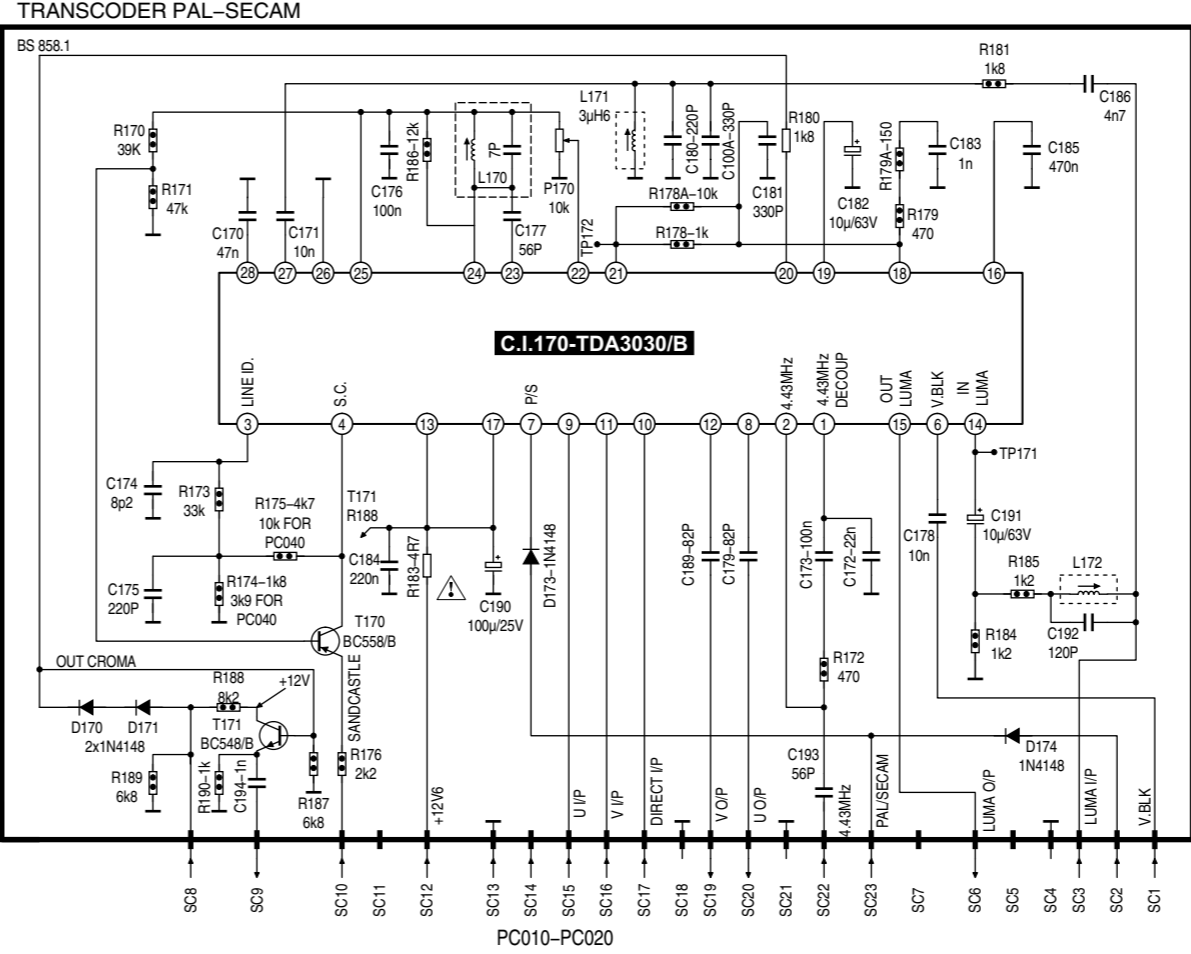 TRANSCODER PAL–SECAM
BS 858.1
R181
1k8
C186
4n7
L171
3µH6
R170
39K
R171
47k
C170
47n
C171
10n
C176
100n
R186–12k
7P
L170
C177
56P
P170
10k
TP172
C180–220P
C100A–330P
R178A–10k
R178–1k
C181
330P
R180
1k8
C182
10µ/63V
+
R179A–150
R179
470
C183
1n
C185
470n
28
27
26
25
24
23
22
21
20
19
18
16
C.I.170-TDA3030/B
LINE ID.
S.C.
P/S
4.43MHz
4.43MHz
DECOUP
OUT
LUMA
V.BLK
IN
LUMA
3
4
13
17
7
9
11
10
12
8
2
1
15
6
14
TP171
C174
8p2
R173
33k
R175–4k7
10k FOR
PC040
T171
R188
C184
220n
R183–4R7
C190
100µ/25V
+
D173–1N4148
C189–82P
C179–82P
C173–100n
C172–22n
C178
10n
+
C191
10µ/63V
R185
1k2
L172
C192
120P
R184
1k2
C175
220P
R174–1k8
3k9 FOR
PC040
T170
BC558/B
R172
470
OUT CROMA
R188
8k2
+12V
D170
D171
2x1N4148
T171
BC548/B
R189
6k8
R190–1k
C194–1n
R187
6k8
SANDCASTLE
R176
2k2
+12V6
U I/P
V I/P
DIRECT I/P
V O/P
U O/P
C193
56P
4.43MHz
PAL/SECAM
D174
1N4148
LUMA O/P
LUMA I/P
V.BLK
SC8
SC9
SC10
SC11
SC12
SC13
SC14
SC15
SC16
SC17
SC18
SC19
SC20
SC21
SC22
SC23
SC7
SC6
SC5
SC4
SC3
SC2
SC1
PC010–PC020